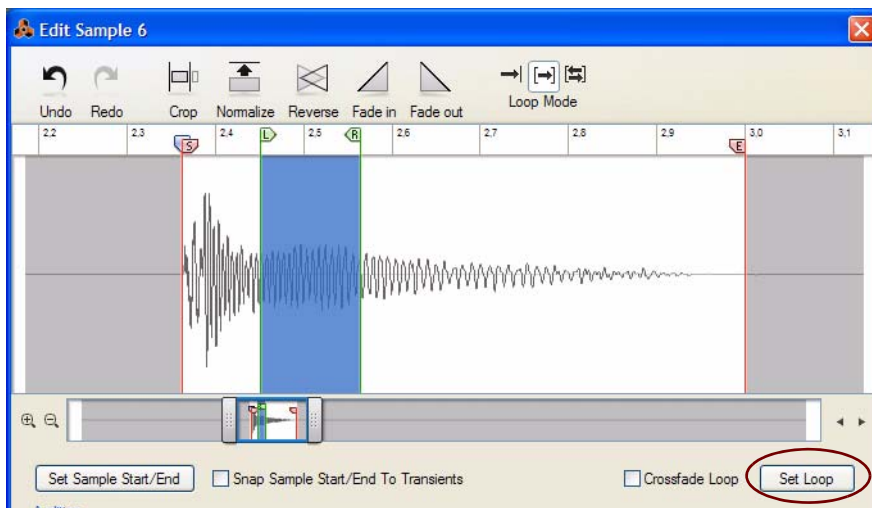 Edit Sample 6
Undo Redo Crop Normalize Reverse Fade in Fade out Loop Mode
2.2 2.3 2.4 2.5 2.6 2.7 2.8 2.9 3.0 3.1
S L R E
Set Sample Start/End Snap Sample Start/End To Transients Crossfade Loop Set Loop